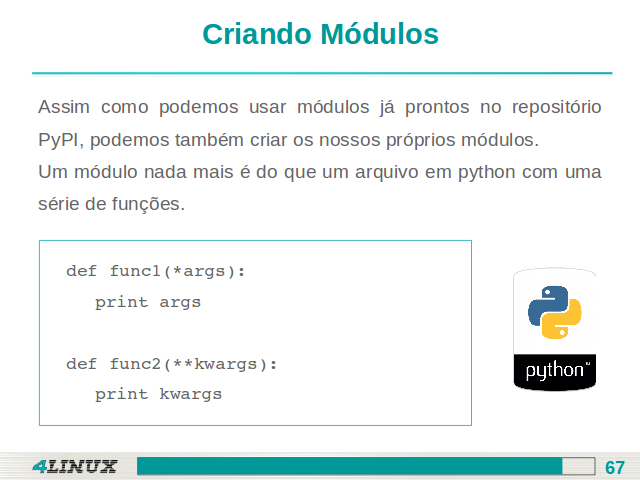 Criando Módulos
Assim como podemos usar módulos já prontos no repositório
PyPI, podemos também criar os nossos próprios módulos.
Um módulo nada mais é do que um arquivo em python com uma
série de funções.
def func1(*args):
print args
def func2(**kwargs):
print kwargs
python™
4LINUX
67